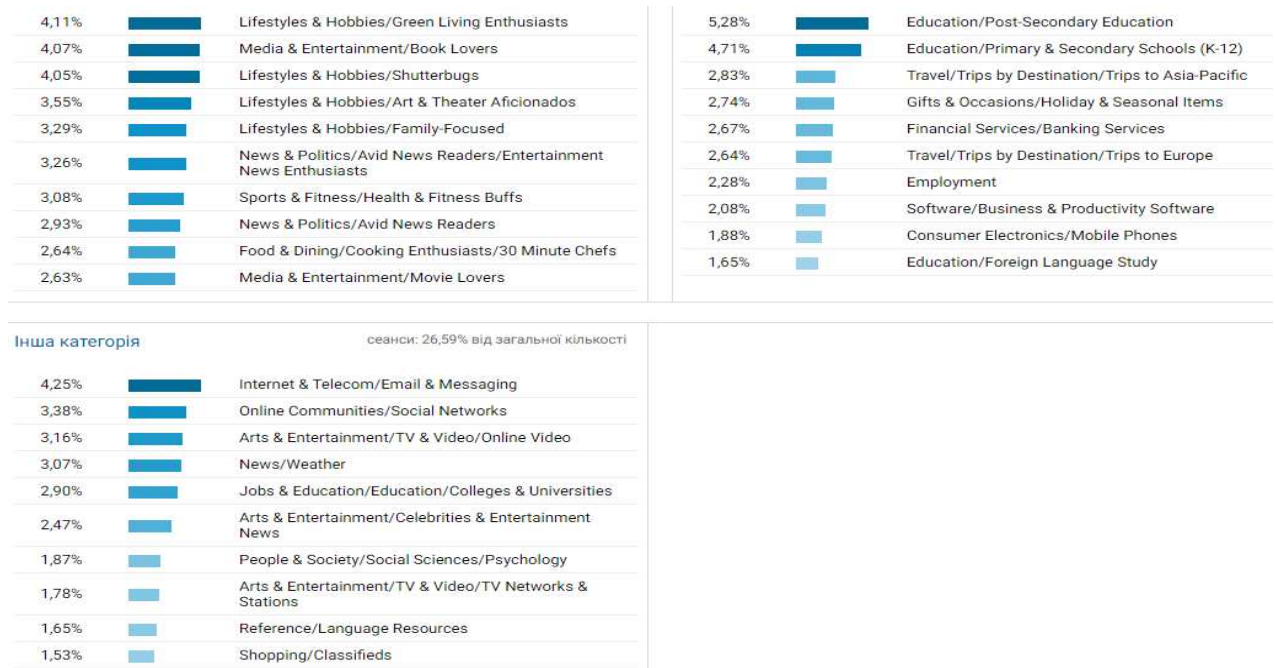 4,11% Lifestyles & Hobbies/Green Living Enthusiasts
4,07% Media & Entertainment/Book Lovers
4,05% Lifestyles & Hobbies/Shutterbugs
3,55% Lifestyles & Hobbies/Art & Theater Aficionados
3,29% Lifestyles & Hobbies/Family-Focused
3,26% News & Politics/Avid News Readers/Entertainment
News Enthusiasts
3,08% Sports & Fitness/Health & Fitness Buffs
2,93% News & Politics/Avid News Readers
2,64% Food & Dining/Cooking Enthusiasts/30 Minute Chefs
2,63% Media & Entertainment/Movie Lovers
5,28% Education/Post-Secondary Education
4,71% Education/Primary & Secondary Schools (K-12)
2,83% Travel/Trips by Destination/Trips to Asia-Pacific
2,74% Gifts & Occasions/Holiday & Seasonal Items
2,67% Financial Services/Banking Services
2,64% Travel/Trips by Destination/Trips to Europe
2,28% Employment
2,08% Software/Business & Productivity Software
1,88% Consumer Electronics/Mobile Phones
1,65% Education/Foreign Language Study
Інша категорія сеанси: 26,59% від загальної кількості
4,25% Internet & Telecom/Email & Messaging
3,38% Online Communities/Social Networks
3,16% Arts & Entertainment/TV & Video/Online Video
3,07% News/Weather
2,90% Jobs & Education/Education/Colleges & Universities
2,47% Arts & Entertainment/Celebrities & Entertainment
News
1,87% People & Society/Social Sciences/Psychology
1,78% Arts & Entertainment/TV & Video/TV Networks &
Stations
1,65% Reference/Language Resources
1,53% Shopping/Classifieds